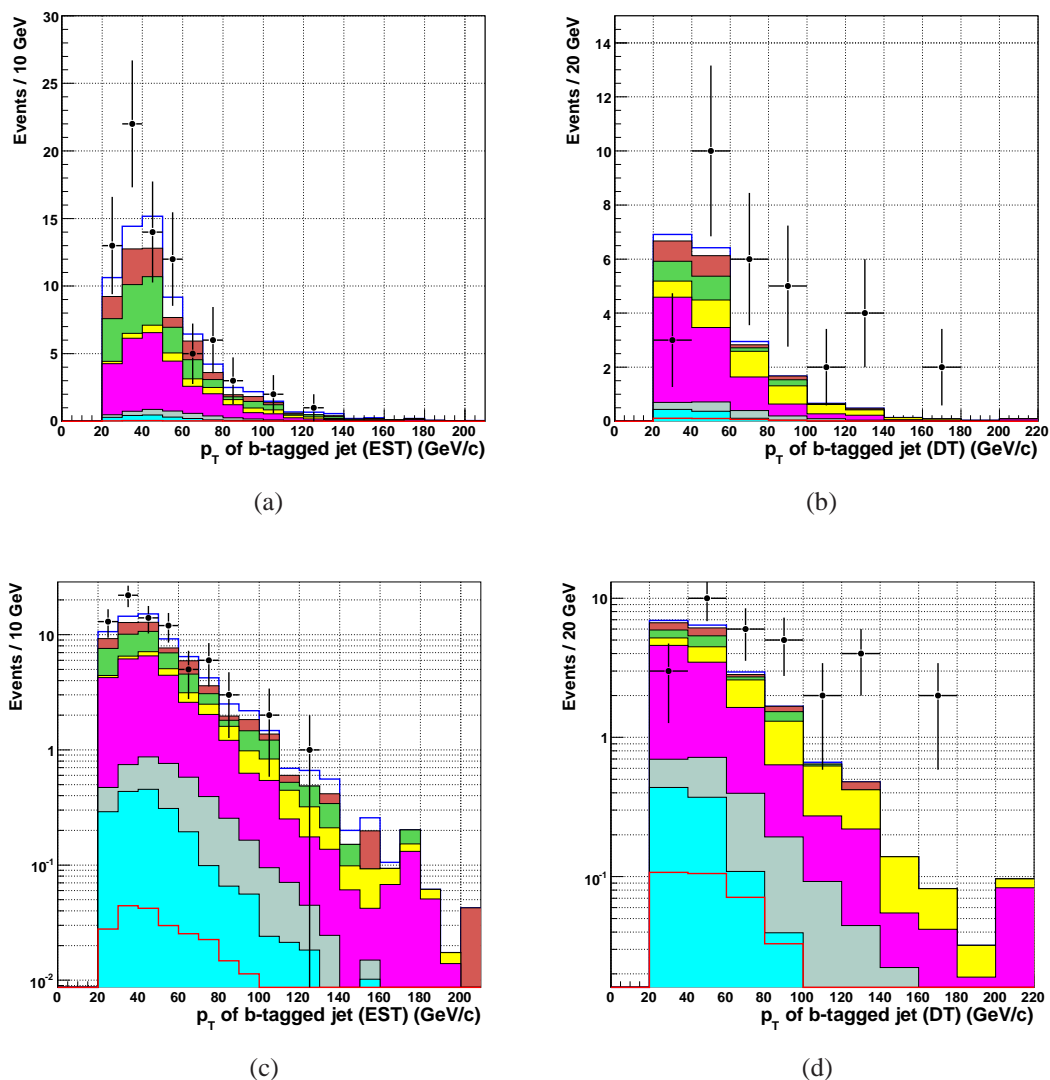 Events / 10 GeV
30
25
20
15
10
5
0
0 20 40 60 80 100 120 140 160 180 200
p_T of b-tagged jet (EST) (GeV/c)
(a)
Events / 20 GeV
14
12
10
8
6
4
2
0
0 20 40 60 80 100 120 140 160 180 200 220
p_T of b-tagged jet (DT) (GeV/c)
(b)
Events / 10 GeV
10
1
10^-1
10^-2
0 20 40 60 80 100 120 140 160 180 200
p_T of b-tagged jet (EST) (GeV/c)
(c)
Events / 20 GeV
10
1
10^-1
0 20 40 60 80 100 120 140 160 180 200 220
p_T of b-tagged jet (DT) (GeV/c)
(d)